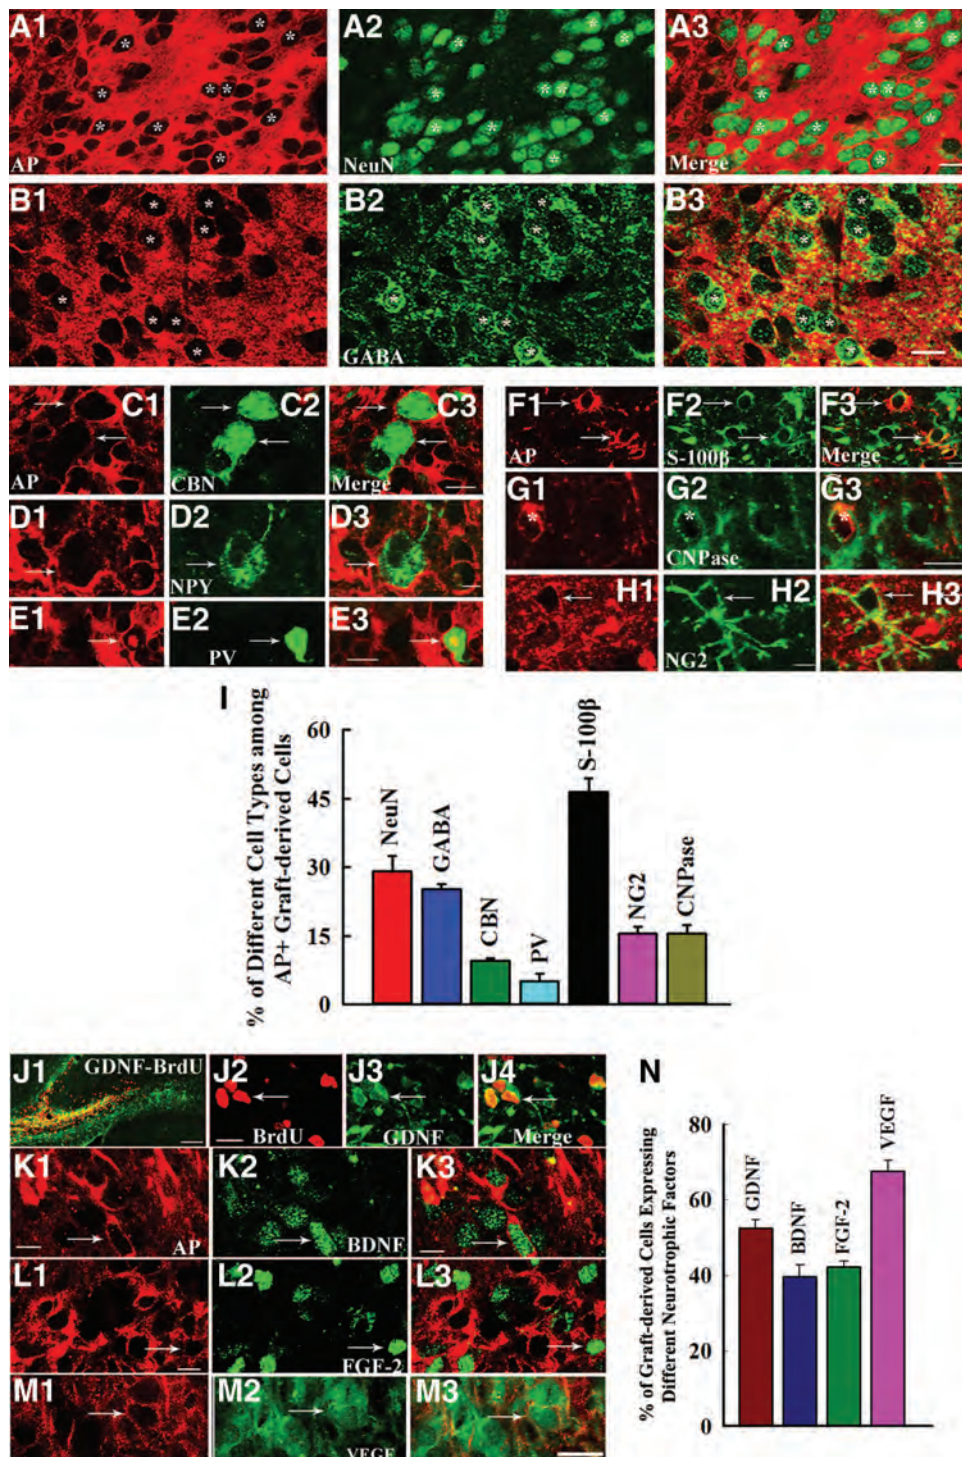 A1 A2 A3
AP NeuN Merge
B1 B2 B3
GABA
C1 C2 C3 F1 F2 F3
AP CBN Merge AP S-100β Merge
D1 D2 D3 G1 G2 G3
NPY CNPase
E1 E2 E3 H1 H2 H3
PV NG2
I
% of Different Cell Types among
AP+ Graft-derived Cells
60
45
30
15
0
NeuN
GABA
CBN
PV
S-100β
NG2
CNPase
J1 GDNF-BrdU J2 J3 J4
BrdU GDNF Merge
K1 K2 K3
AP BDNF
L1 L2 L3
FGF-2
M1 M2 M3
VEGF
N
% of Graft-derived Cells Expressing
Different Neurotrophic Factors
80
60
40
20
0
GDNF
BDNF
FGF-2
VEGF